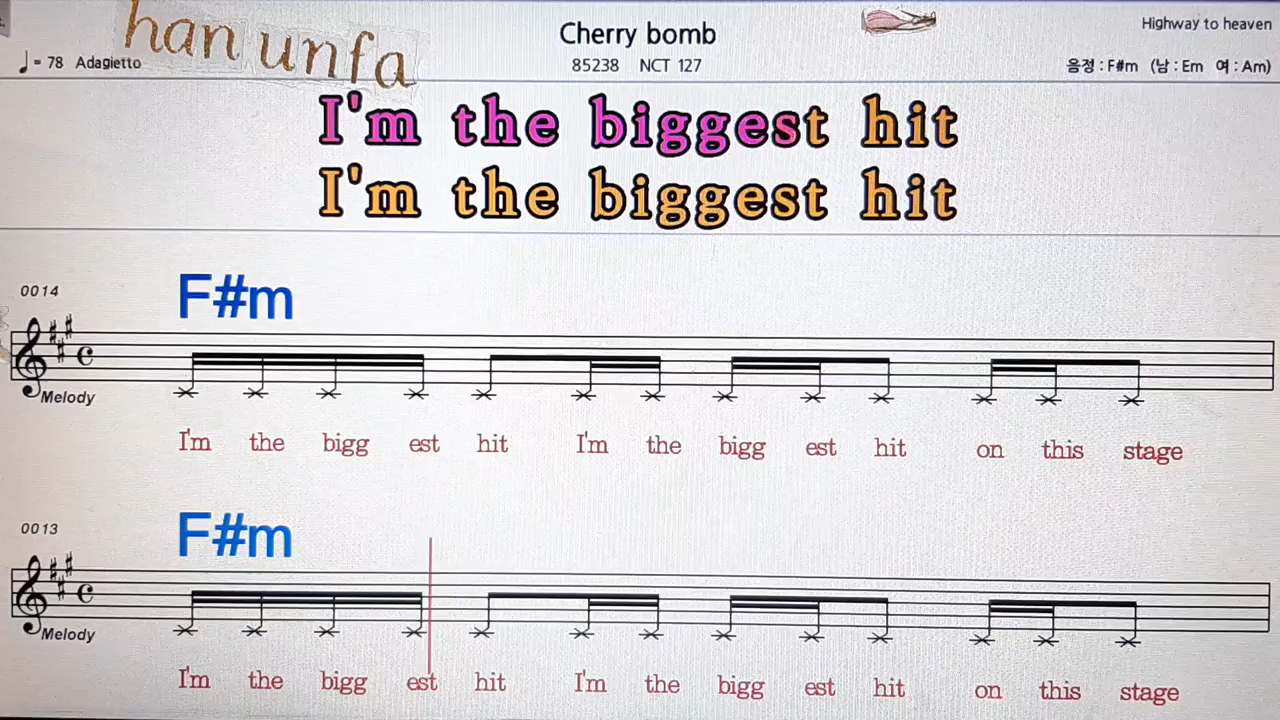 han unfa
Cherry bomb
Highway to heaven
♩= 78 Adagietto
85238 NCT 127
음정 : F#m (남 : Em 여 : Am)
I'm the biggest hit
I'm the biggest hit
0014
F#m
Melody
I'm the bigg est hit I'm the bigg est hit on this stage
0013
F#m
Melody
I'm the bigg est hit I'm the bigg est hit on this stage